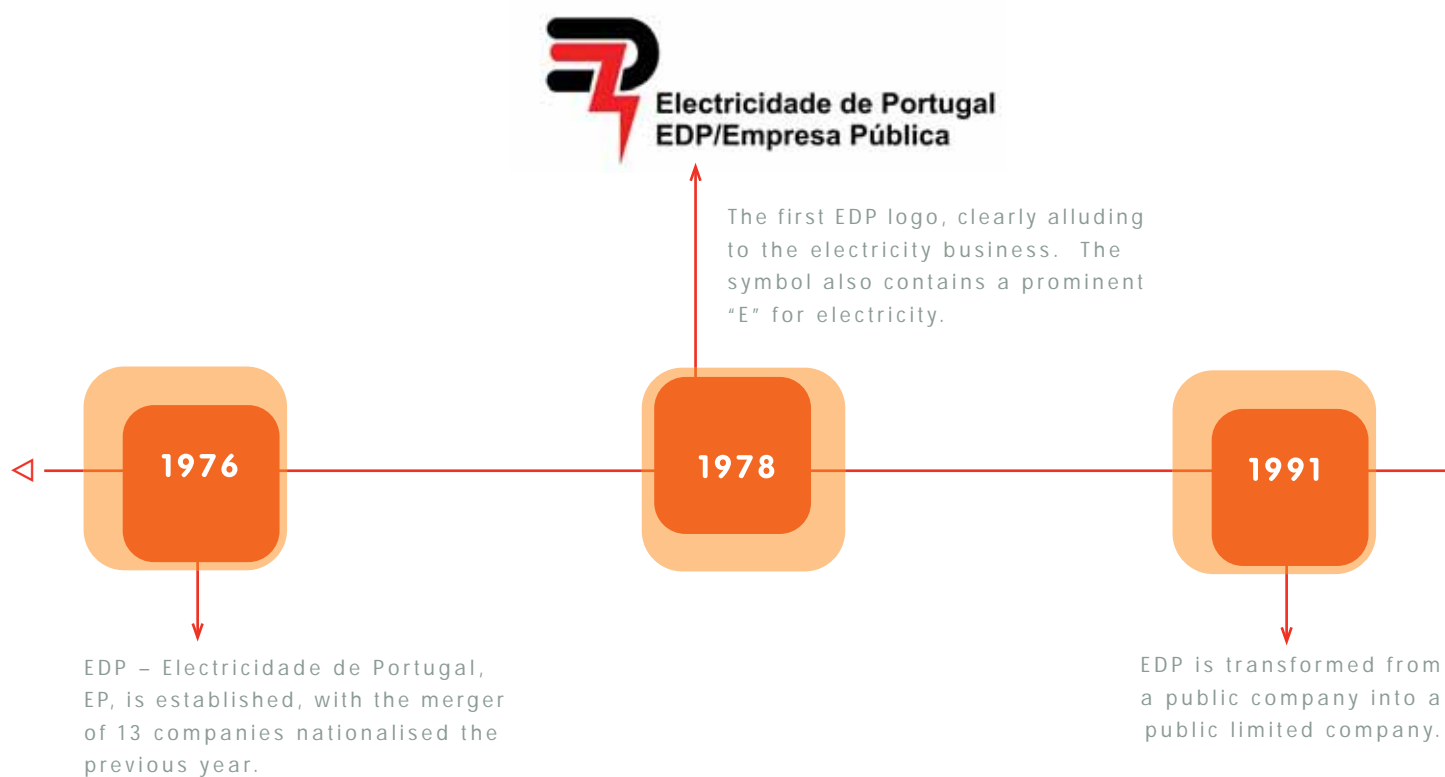 Electricidade de Portugal
EDP/Empresa Pública
The first EDP logo, clearly alluding
to the electricity business.  The
symbol also contains a prominent
“E” for electricity.
1976
1978
1991
EDP – Electricidade de Portugal,
EP, is established, with the merger
of 13 companies nationalised the
previous year.
EDP is transformed from
a public company into a
public limited company.